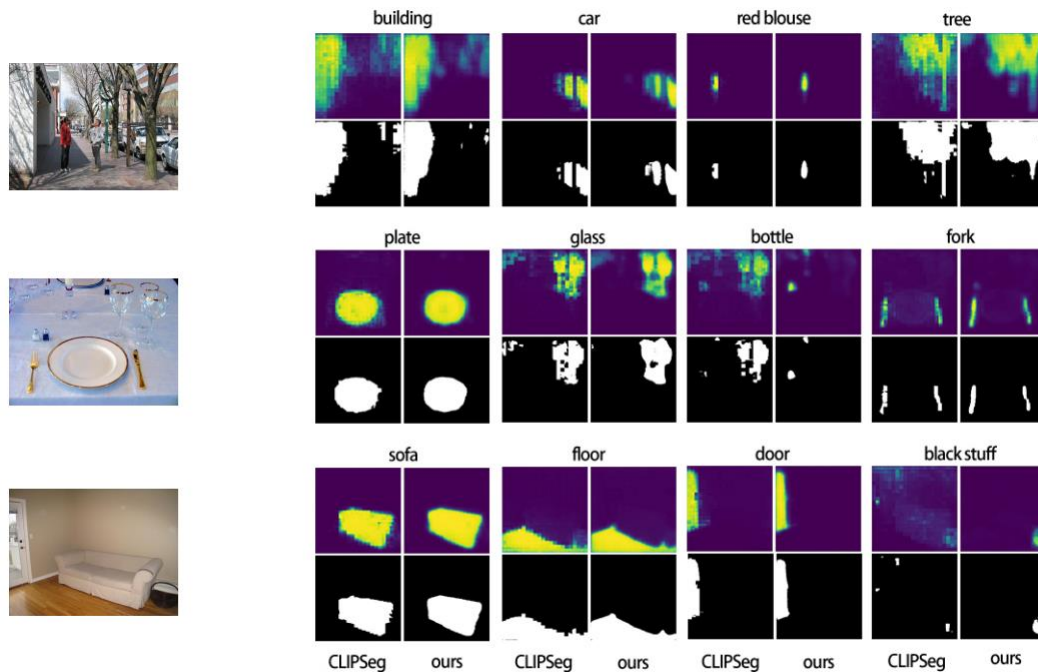 building car red blouse tree
plate glass bottle fork
sofa floor door black stuff
CLIPSeg ours CLIPSeg ours CLIPSeg ours CLIPSeg ours